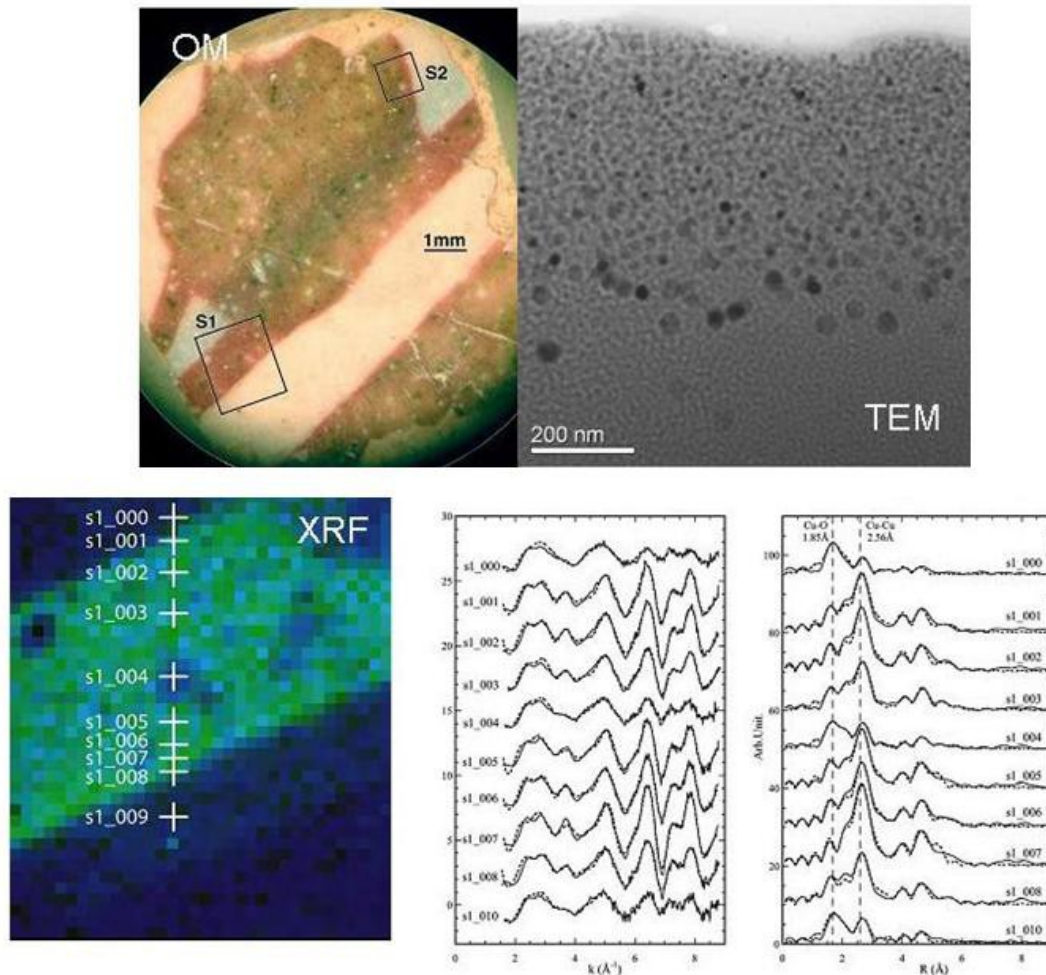 OM
S2
1mm
S1
200 nm
TEM
XRF
s1_000
s1_001
s1_002
s1_003
s1_004
s1_005
s1_006
s1_007
s1_008
s1_009
30
25
20
15
10
5
0
s1_000
s1_001
s1_002
s1_003
s1_004
s1_005
s1_006
s1_007
s1_008
s1_010
0 2 4 6 8
k (Å⁻¹)
Cu-O Cu-Cu
1.85Å 2.56Å
100
80
60
40
20
0
Arb.Unit.
s1_000
s1_001
s1_002
s1_003
s1_004
s1_005
s1_006
s1_007
s1_008
s1_010
0 2 4 6 8
R (Å)